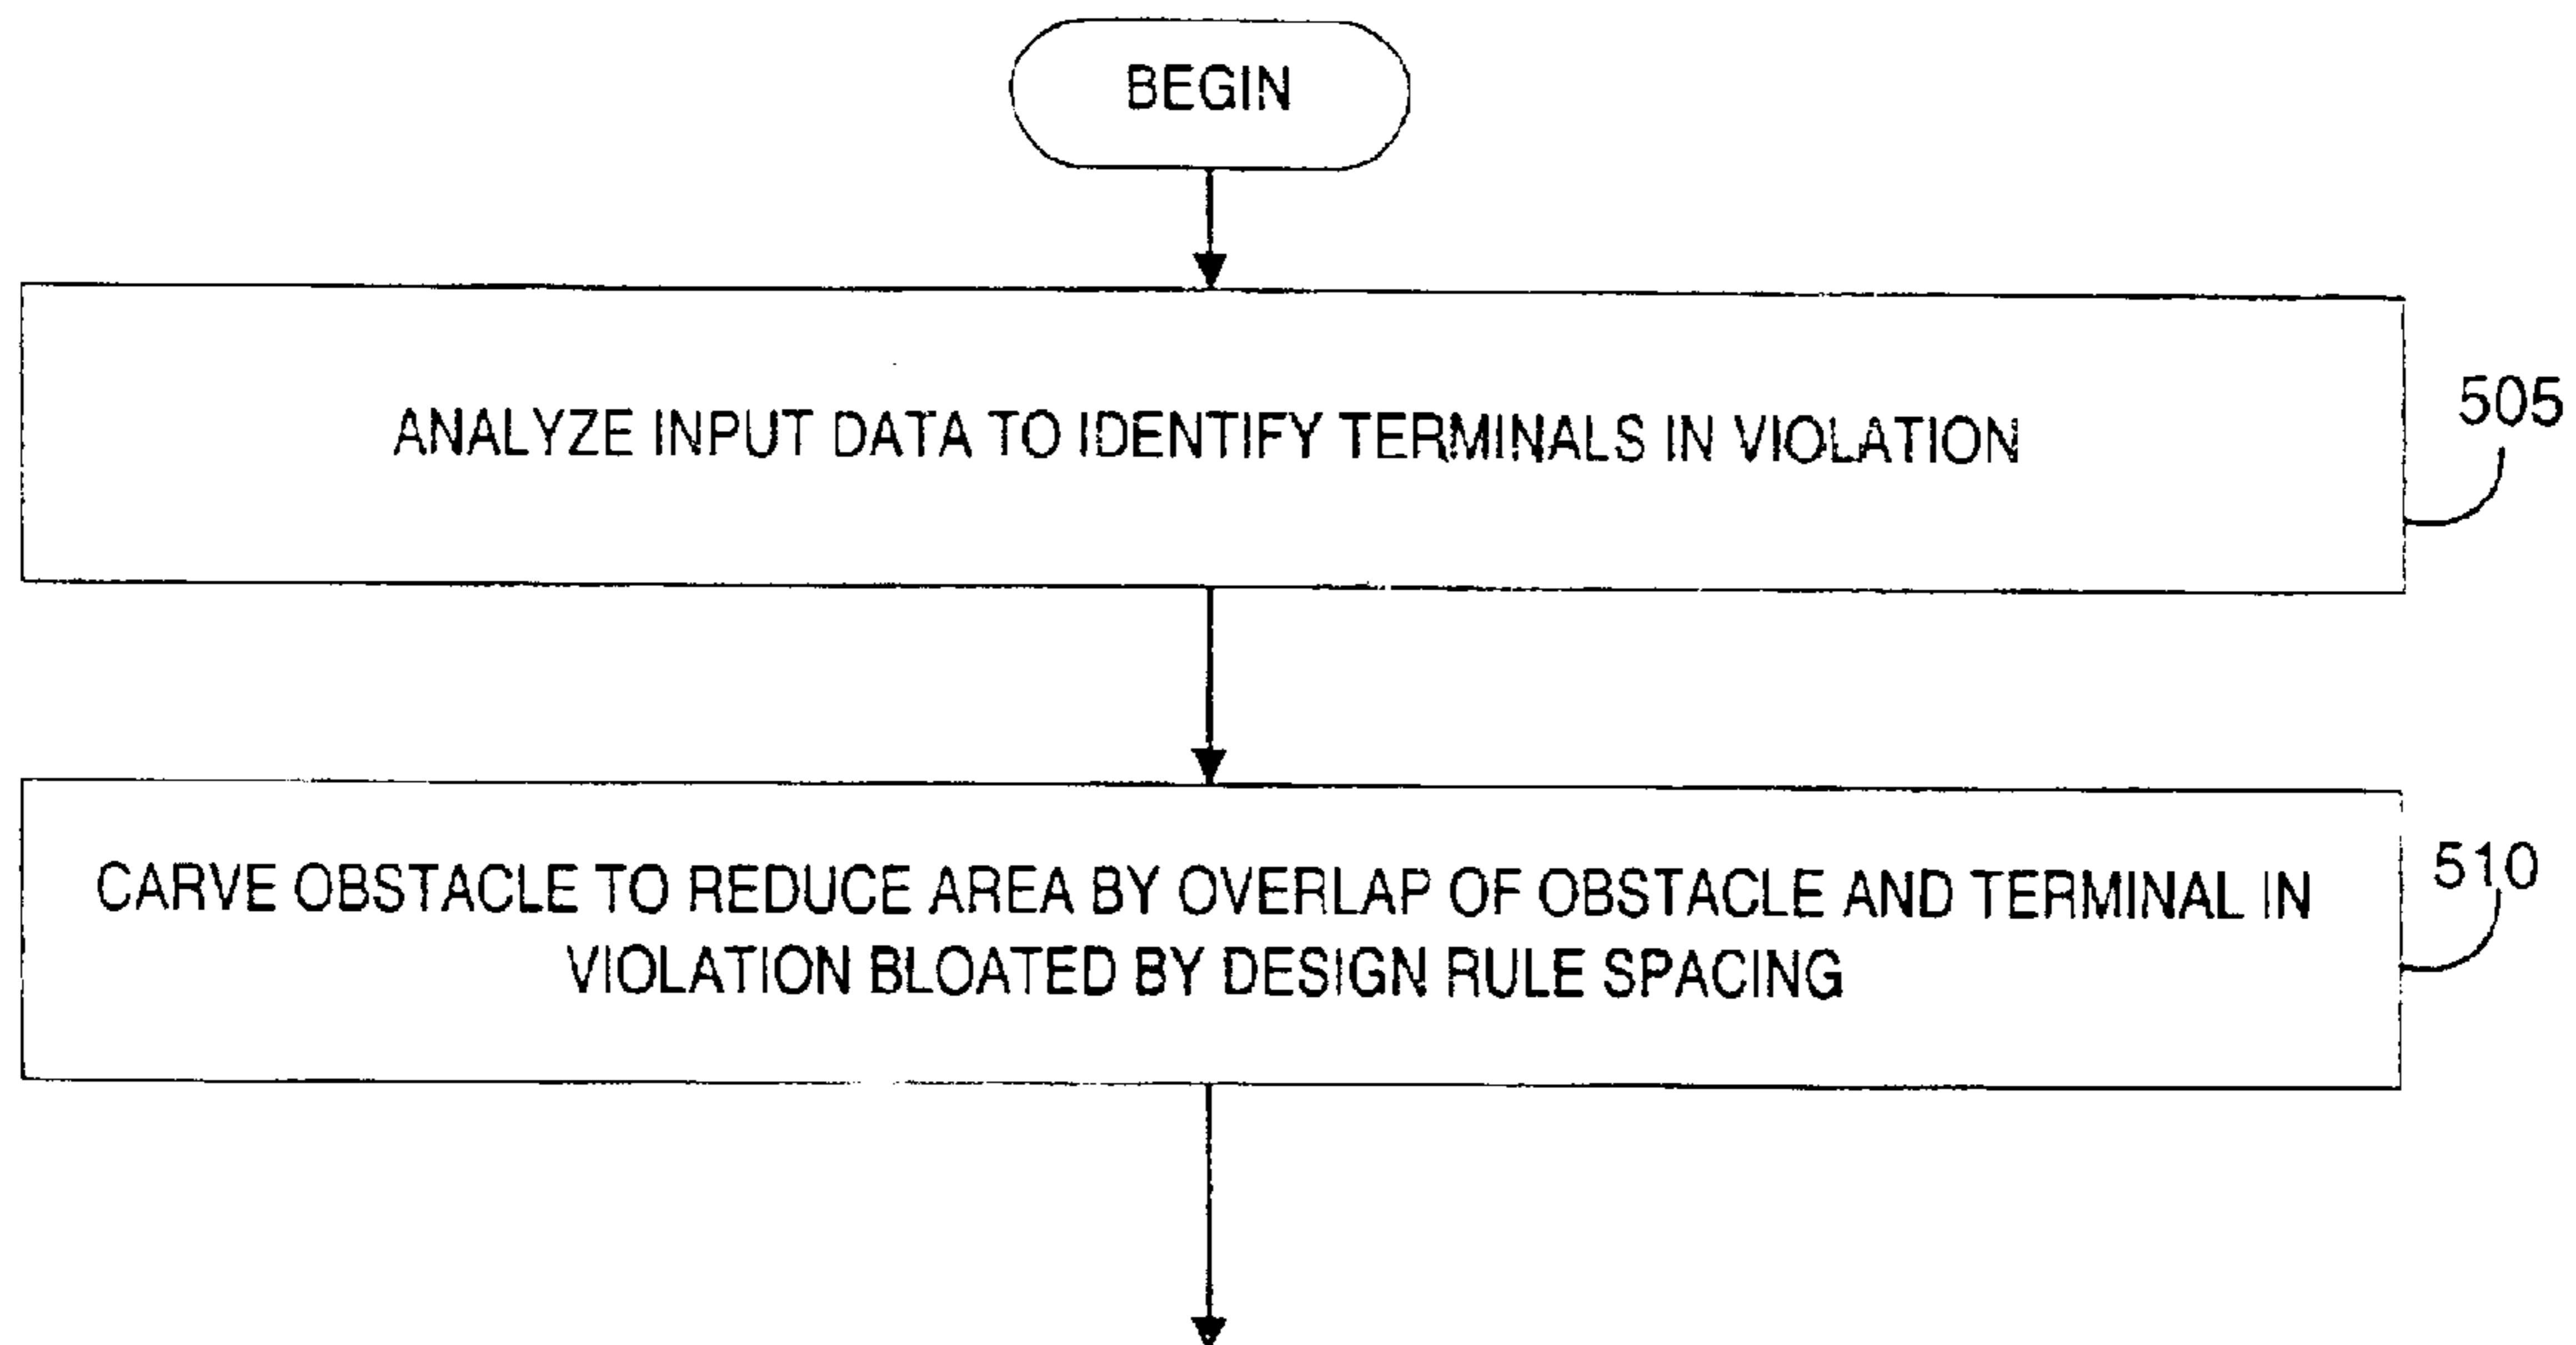 BEGIN
ANALYZE INPUT DATA TO IDENTIFY TERMINALS IN VIOLATION
505
CARVE OBSTACLE TO REDUCE AREA BY OVERLAP OF OBSTACLE AND TERMINAL IN
VIOLATION BLOATED BY DESIGN RULE SPACING
510